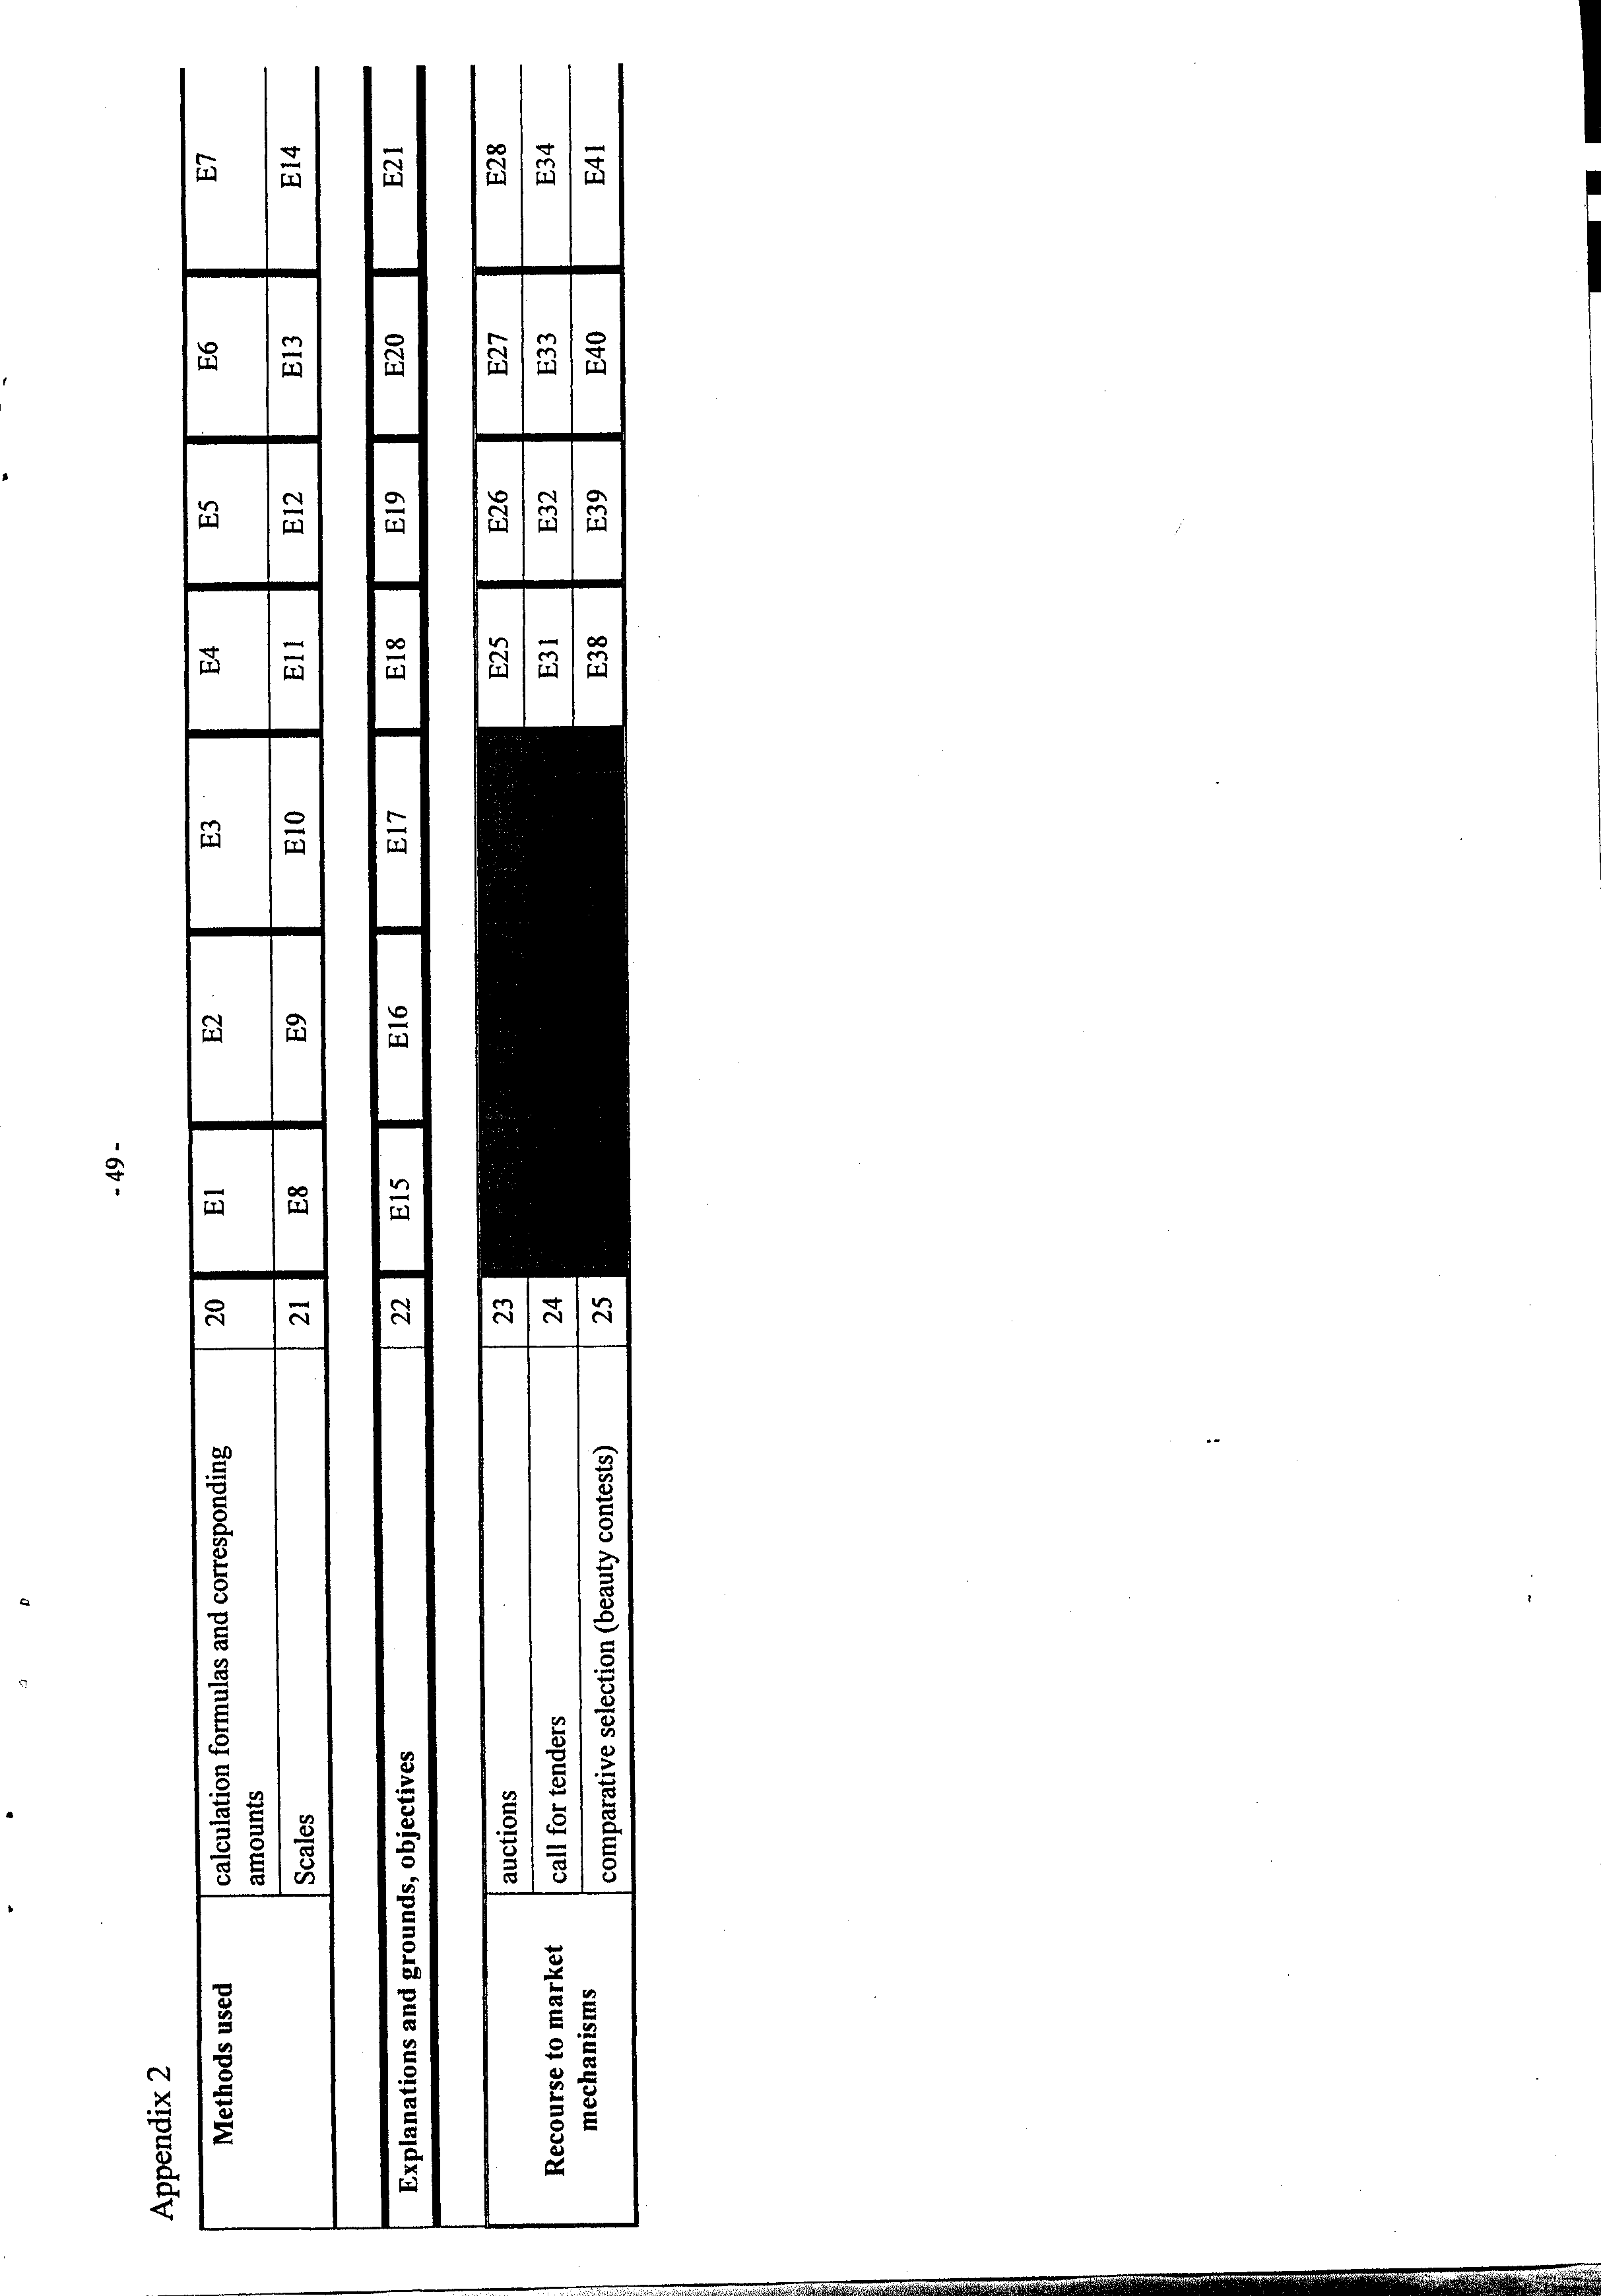 - 49 -
Appendix 2
Methods used calculation formulas and corresponding 20 E1 E2 E3 E4 E5 E6 E7
amounts
Scales 21 E8 E9 E10 E11 E12 E13 E14
Explanations and grounds, objectives 22 E15 E16 E17 E18 E19 E20 E21
auctions 23 E25 E26 E27 E28
Recourse to market call for tenders 24 E31 E32 E33 E34
mechanisms comparative selection (beauty contests) 25 E38 E39 E40 E41